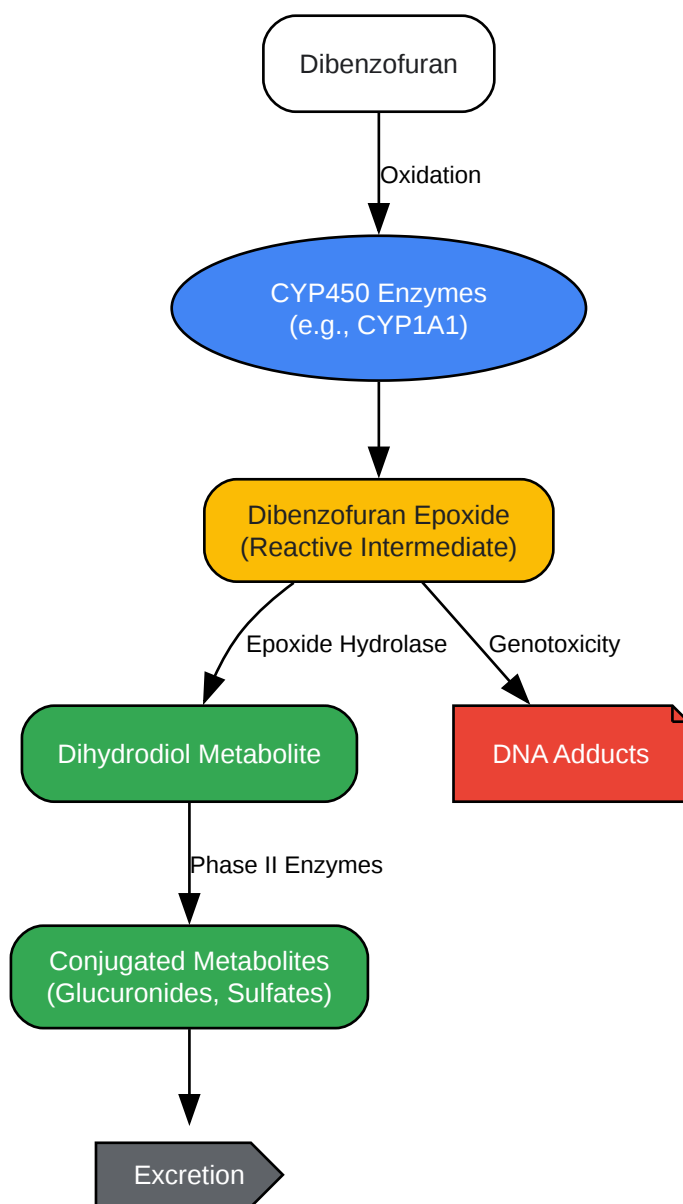 Dibenzofuran
Oxidation
CYP450 Enzymes
(e.g., CYP1A1)
Dibenzofuran Epoxide
(Reactive Intermediate)
Epoxide Hydrolase
Genotoxicity
Dihydrodiol Metabolite
DNA Adducts
Phase II Enzymes
Conjugated Metabolites
(Glucuronides, Sulfates)
Excretion